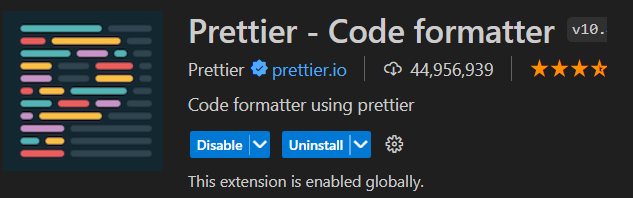 Prettier - Code formatter v10.
Prettier prettier.io 44,956,939
Code formatter using prettier
Disable Uninstall
This extension is enabled globally.